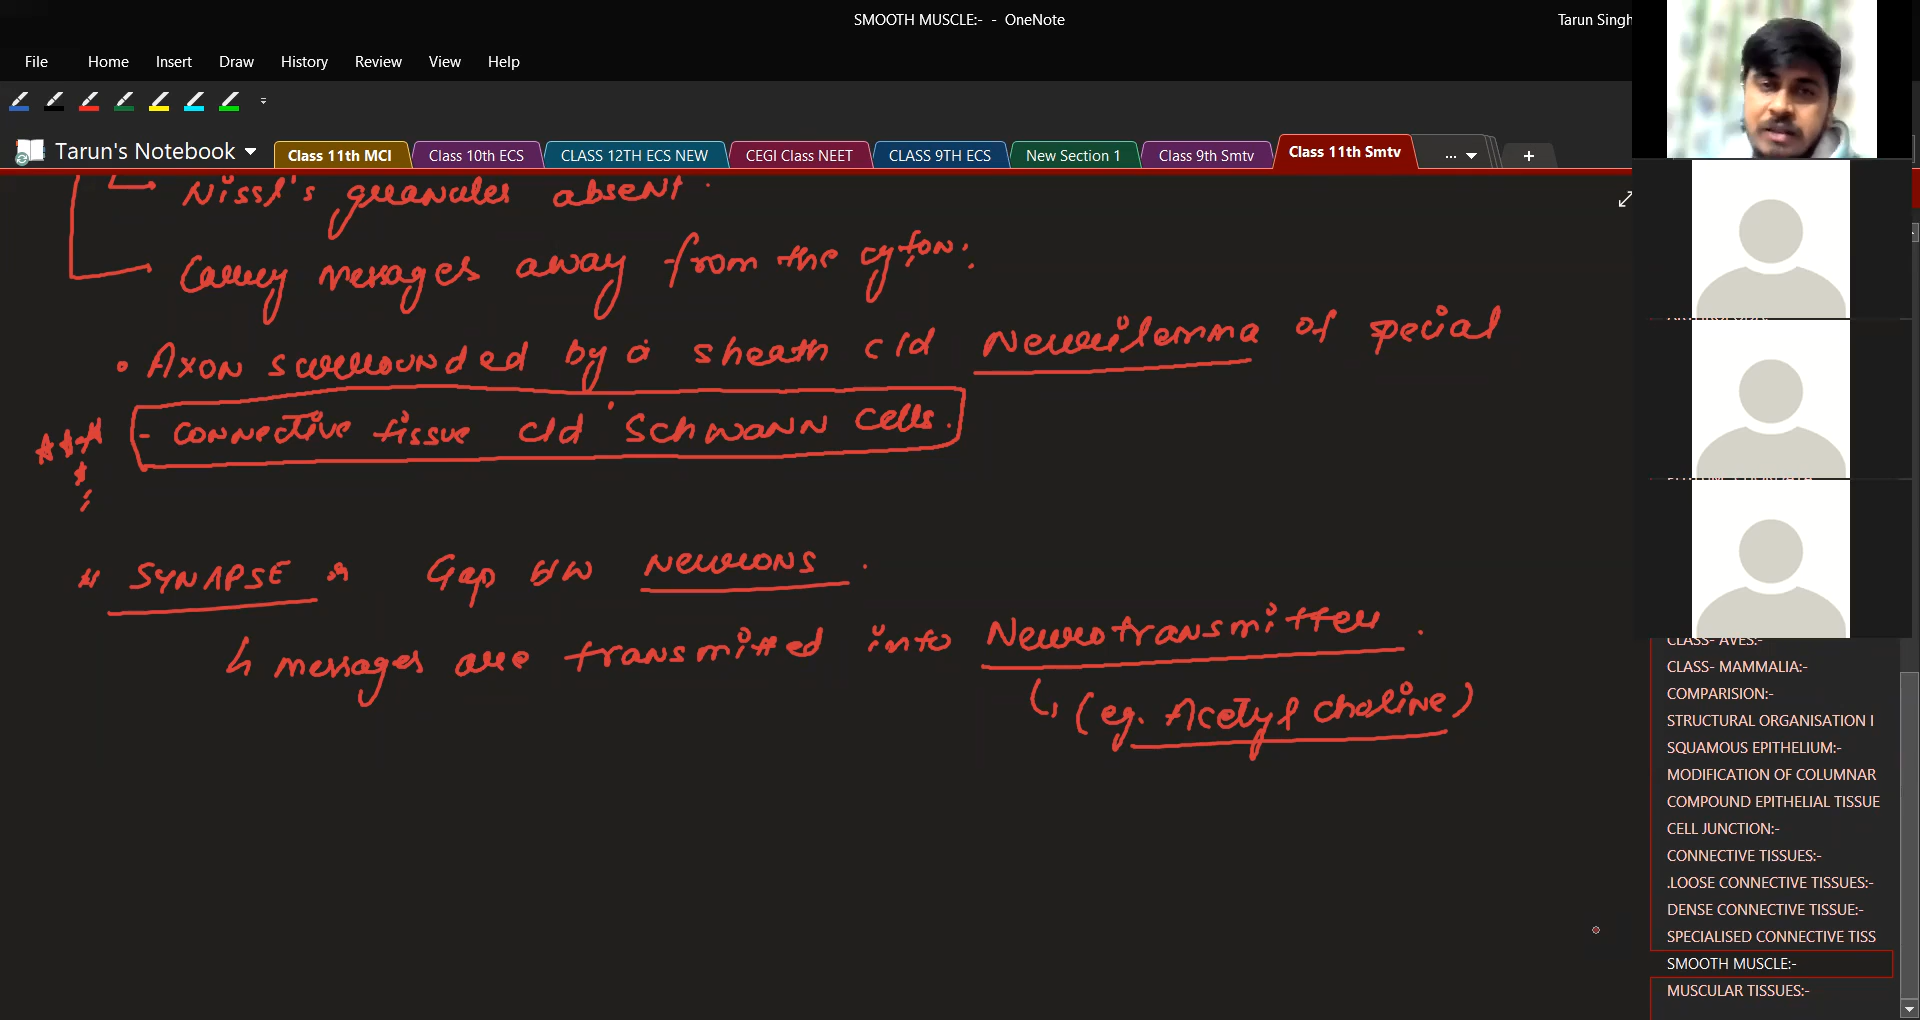 SMOOTH MUSCLE:- - OneNote
Tarun Singh
File Home Insert Draw History Review View Help
Tarun's Notebook
Class 11th MCI
Class 10th ECS
CLASS 12TH ECS NEW
CEGI Class NEET
CLASS 9TH ECS
New Section 1
Class 9th Smtv
Class 11th Smtv
...
+
Nissl's granules absent.
Carry messages away from the cyton.
• Axon surrounded by a sheath c/d Neurilemma of special
- connective tissue c/d 'Schwann cells.
* SYNAPSE :- Gap b/w Neurons.
↳ messages are transmitted into Neurotransmitter.
↳ (eg. Acetyl choline)
CLASS- AVES:-
CLASS- MAMMALIA:-
COMPARISION:-
STRUCTURAL ORGANISATION I
SQUAMOUS EPITHELIUM:-
MODIFICATION OF COLUMNAR
COMPOUND EPITHELIAL TISSUE
CELL JUNCTION:-
CONNECTIVE TISSUES:-
.LOOSE CONNECTIVE TISSUES:-
DENSE CONNECTIVE TISSUE:-
SPECIALISED CONNECTIVE TISS
SMOOTH MUSCLE:-
MUSCULAR TISSUES:-